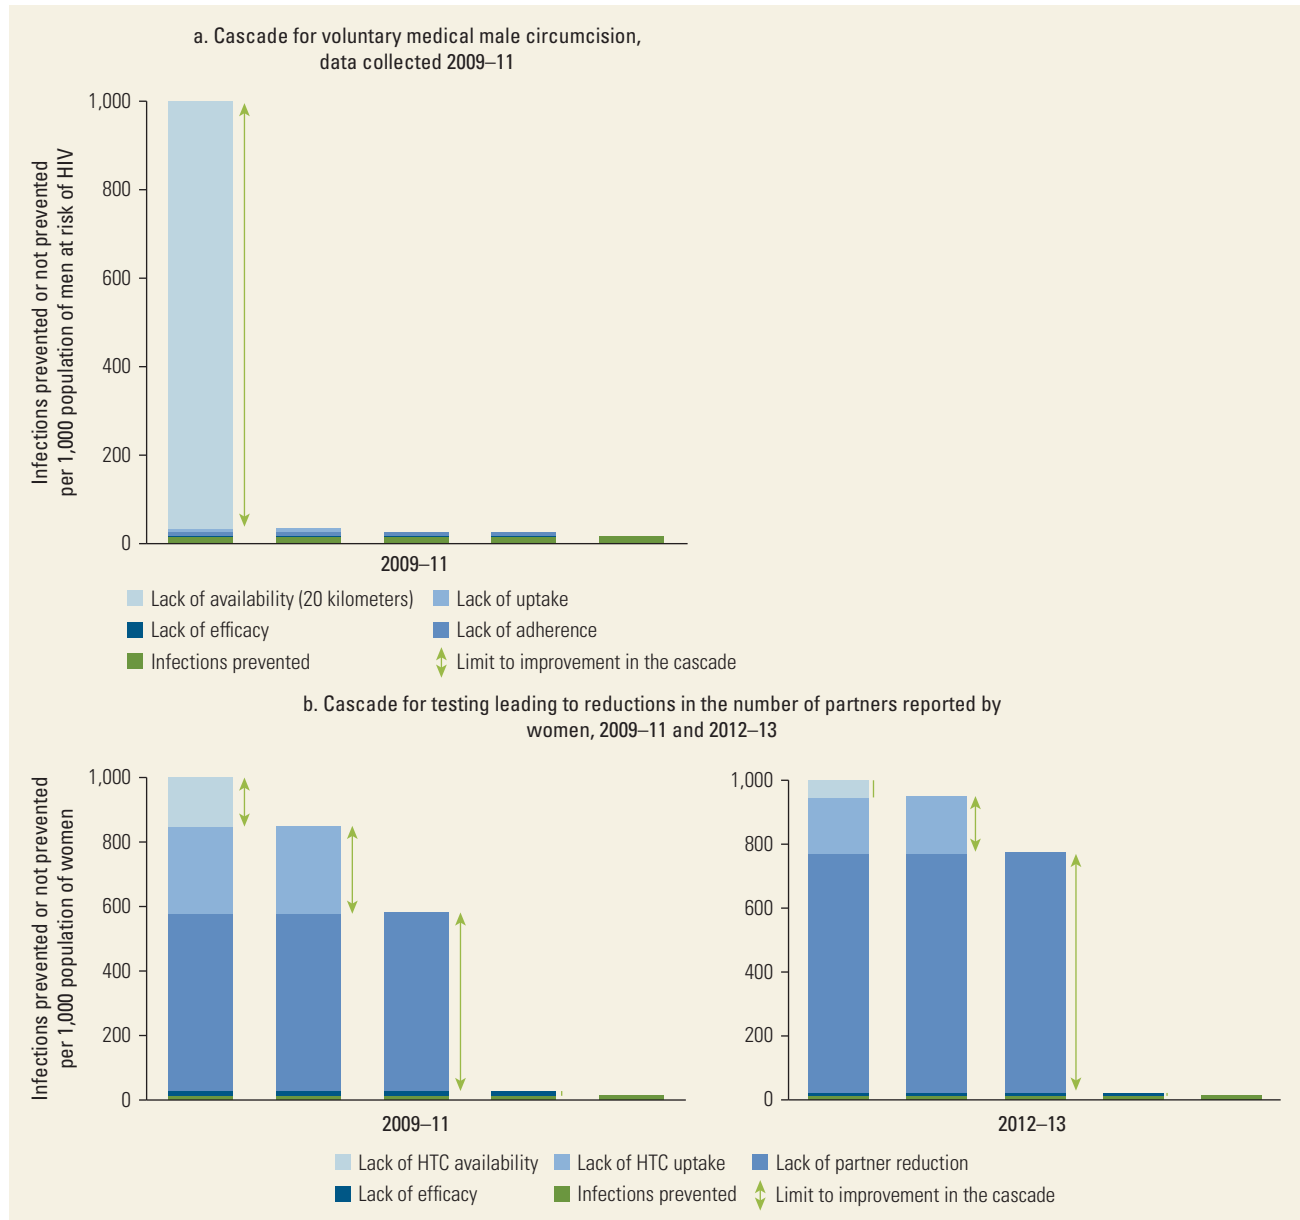 a. Cascade for voluntary medical male circumcision,
data collected 2009–11
Infections prevented or not prevented
per 1,000 population of men at risk of HIV
1,000
800
600
400
200
0
2009–11
Lack of availability (20 kilometers)
Lack of uptake
Lack of efficacy
Lack of adherence
Infections prevented
Limit to improvement in the cascade
b. Cascade for testing leading to reductions in the number of partners reported by
women, 2009–11 and 2012–13
Infections prevented or not prevented
per 1,000 population of women
1,000
800
600
400
200
0
2009–11
1,000
800
600
400
200
0
2012–13
Lack of HTC availability
Lack of HTC uptake
Lack of partner reduction
Lack of efficacy
Infections prevented
Limit to improvement in the cascade